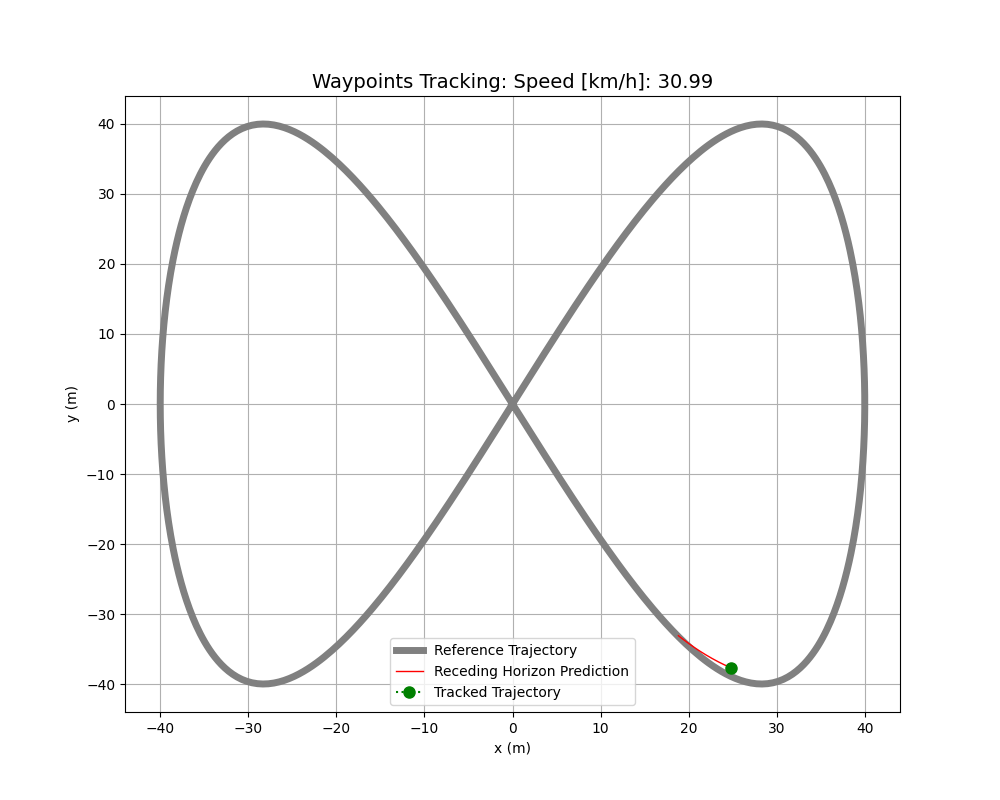 Waypoints Tracking: Speed [km/h]: 30.99
40
30
20
10
0
−10
−20
−30
−40
y (m)
Reference Trajectory
Receding Horizon Prediction
Tracked Trajectory
−40 −30 −20 −10 0 10 20 30 40
x (m)